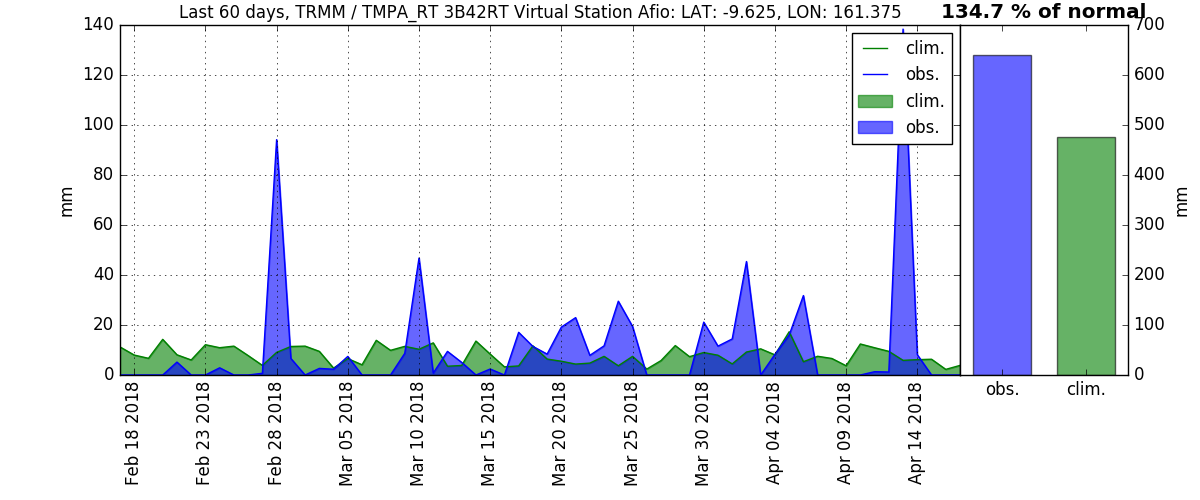 Last 60 days, TRMM / TMPA_RT 3B42RT Virtual Station Afio: LAT: -9.625, LON: 161.375
134.7 % of normal
140
120
100
80
60
40
20
0
mm
clim.
obs.
clim.
obs.
700
600
500
400
300
200
100
0
mm
Feb 18 2018
Feb 23 2018
Feb 28 2018
Mar 05 2018
Mar 10 2018
Mar 15 2018
Mar 20 2018
Mar 25 2018
Mar 30 2018
Apr 04 2018
Apr 09 2018
Apr 14 2018
obs.
clim.